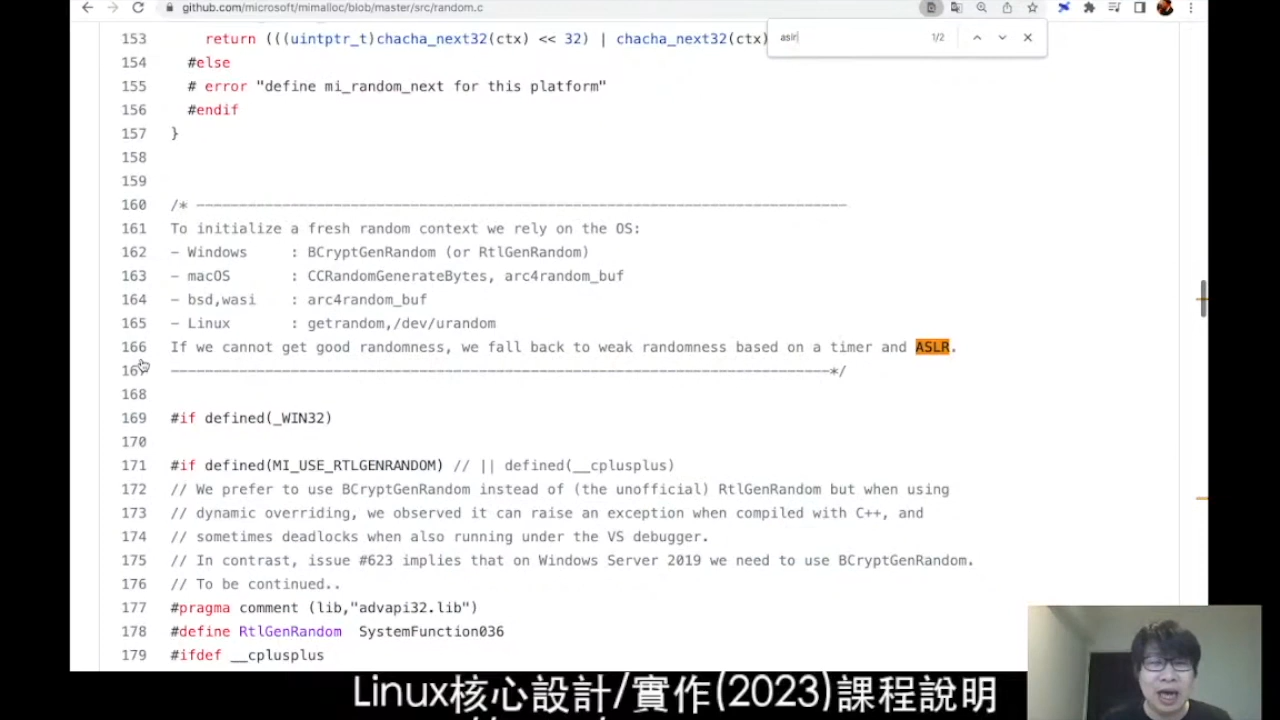 github.com/microsoft/mimalloc/blob/master/src/random.c
aslr 1/2
153 return (((uintptr_t)chacha_next32(ctx) << 32) | chacha_next32(ctx)
154 #else
155 # error "define mi_random_next for this platform"
156 #endif
157 }
158
159
160 /* ----------------------------------------------------------------------------
161 To initialize a fresh random context we rely on the OS:
162 - Windows : BCryptGenRandom (or RtlGenRandom)
163 - macOS : CCRandomGenerateBytes, arc4random_buf
164 - bsd,wasi : arc4random_buf
165 - Linux : getrandom,/dev/urandom
166 If we cannot get good randomness, we fall back to weak randomness based on a timer and ASLR.
167 -----------------------------------------------------------------------------*/
168
169 #if defined(_WIN32)
170
171 #if defined(MI_USE_RTLGENRANDOM) // || defined(__cplusplus)
172 // We prefer to use BCryptGenRandom instead of (the unofficial) RtlGenRandom but when using
173 // dynamic overriding, we observed it can raise an exception when compiled with C++, and
174 // sometimes deadlocks when also running under the VS debugger.
175 // In contrast, issue #623 implies that on Windows Server 2019 we need to use BCryptGenRandom.
176 // To be continued..
177 #pragma comment (lib,"advapi32.lib")
178 #define RtlGenRandom SystemFunction036
179 #ifdef __cplusplus
Linux核心設計/實作(2023)課程說明